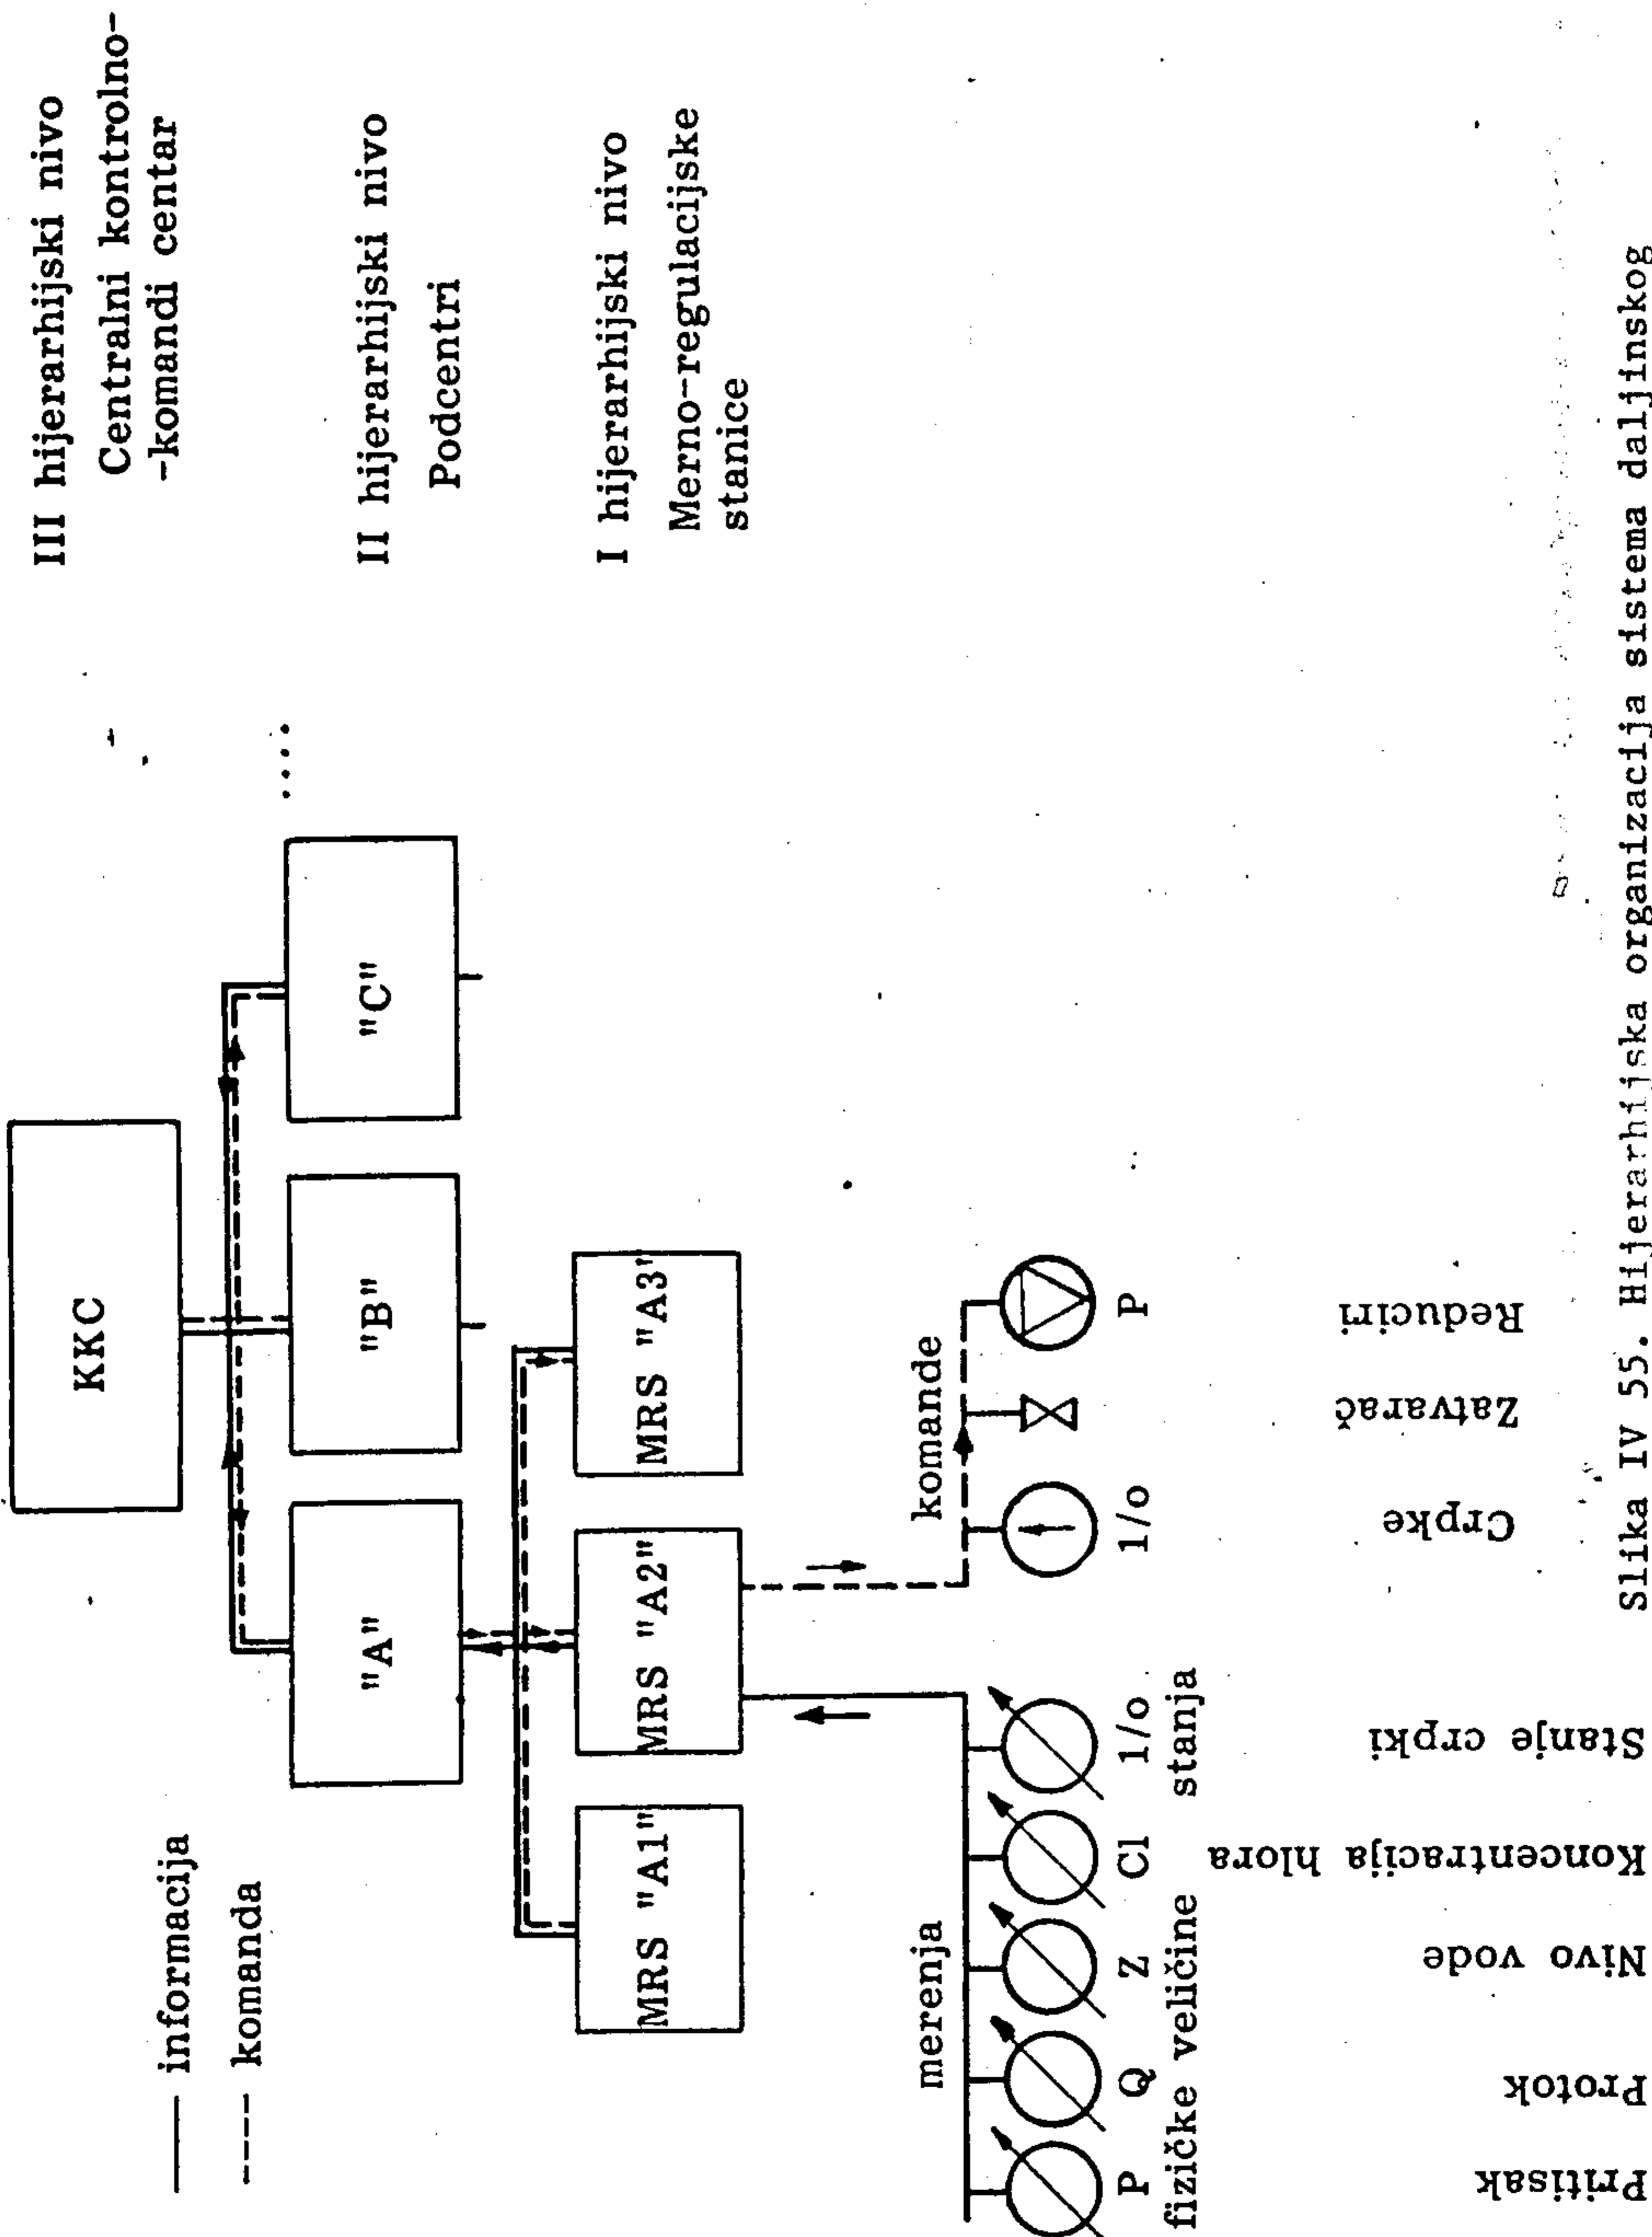 III hijerarhijski nivo
Centralni kontrolno-
-komandi centar
KKC
II hijerarhijski nivo
Podcentri
"A"
"B"
"C"
....
I hijerarhijski nivo
Merno-regulacijske
stanice
MRS "A1"
MRS "A2"
MRS "A3"
informacija
komanda
merenja
komande
P
Q
Z
Cl
1/o
1/o
P
fizičke veličine
stanja
Pritisak
Protok
Nivo vode
Koncentracija hlora
Stanje crpki
Crpke
Zatvarač
Reduciri
Slika IV 55. Hijerarhijska organizacija sistema daljinskog